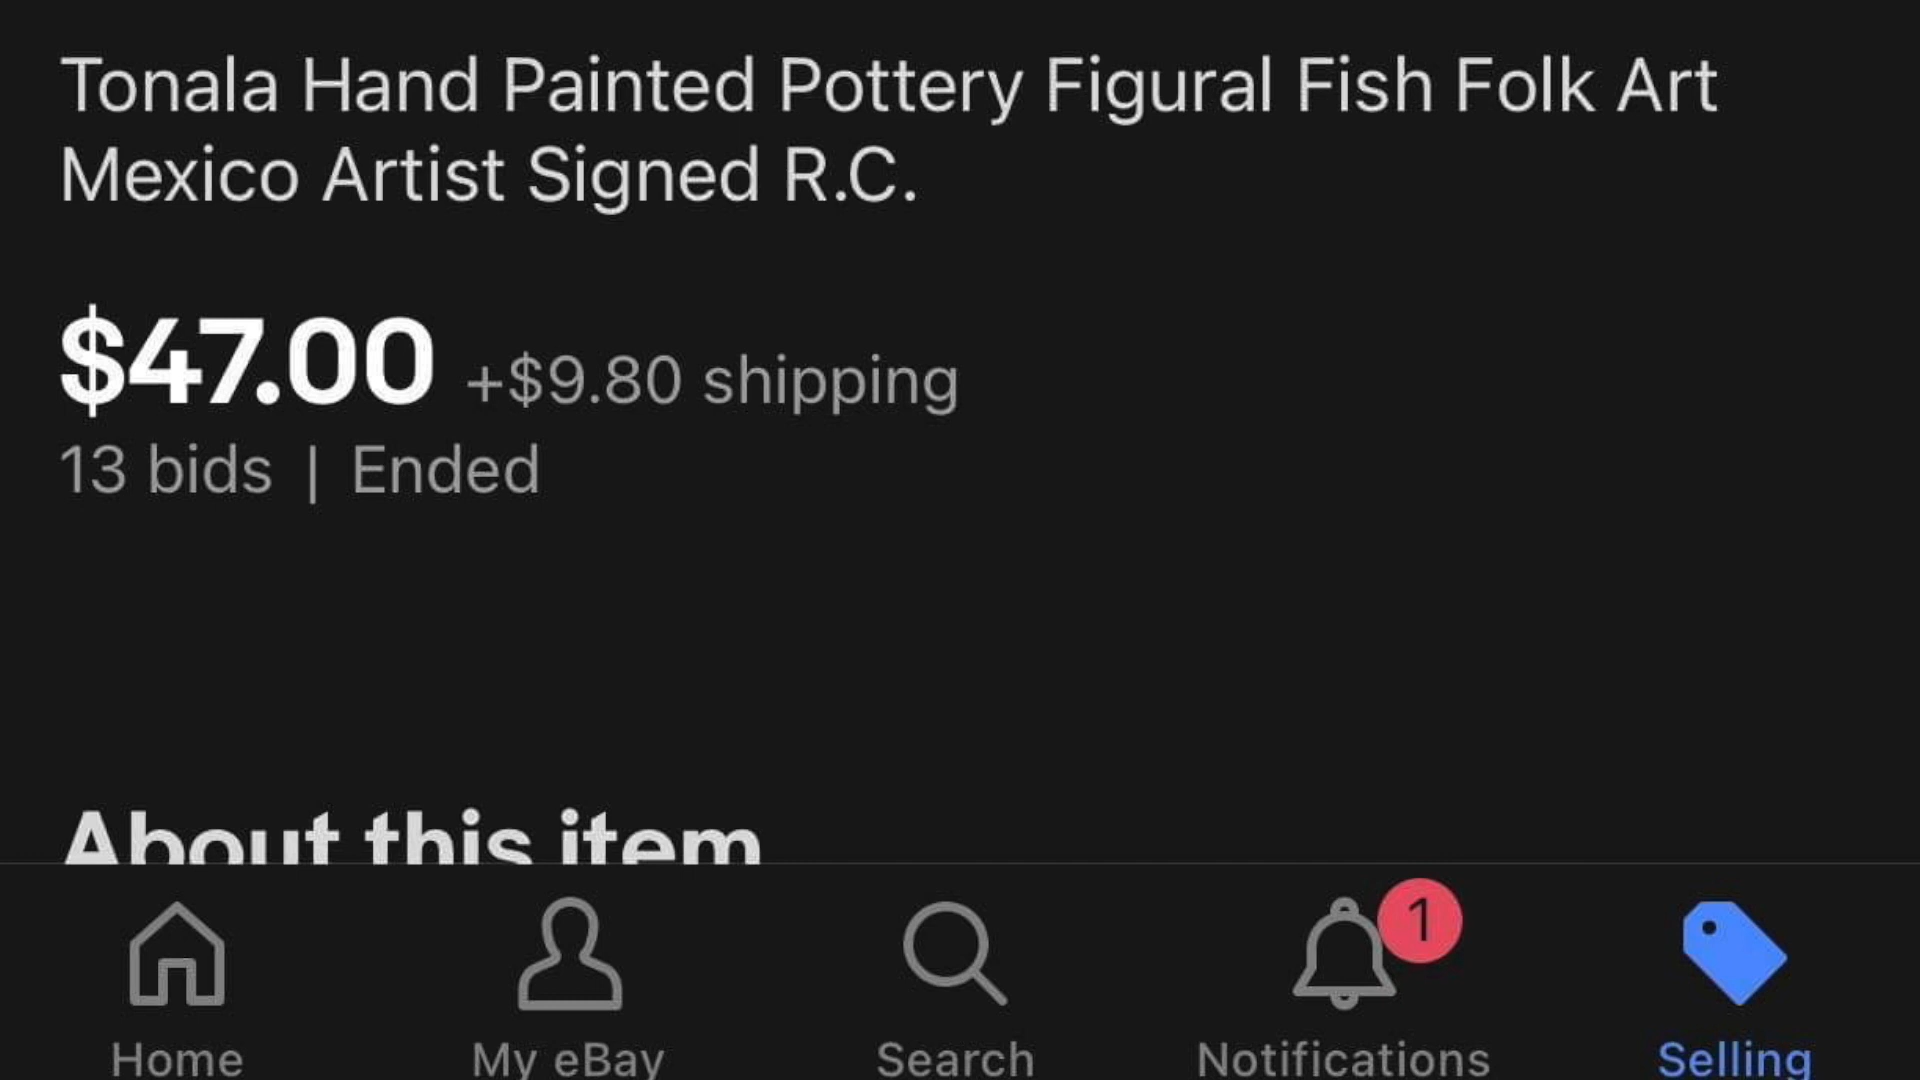 Tonala Hand Painted Pottery Figural Fish Folk Art
Mexico Artist Signed R.C.
$47.00 +$9.80 shipping
13 bids | Ended
About this item
1
Home My eBay Search Notifications Selling